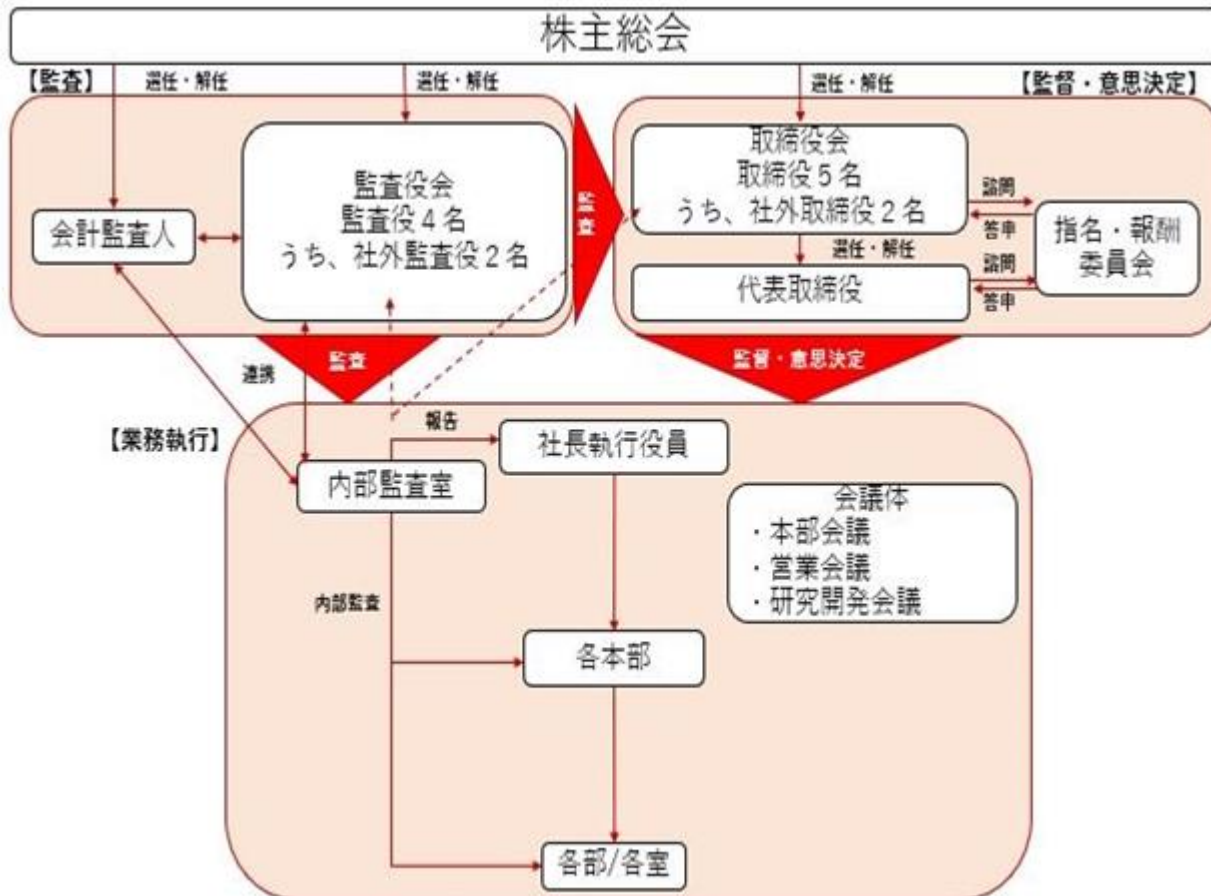 株主総会
【監査】
選任・解任
選任・解任
選任・解任
【監督・意思決定】
監査役会
監査役4名
うち、社外監査役2名
会計監査人
監査
取締役会
取締役5名
うち、社外取締役2名
選任・解任
代表取締役
諮問
答申
諮問
答申
指名・報酬
委員会
監査
監督・意思決定
連携
【業務執行】
報告
社長執行役員
内部監査室
会議体
・本部会議
・営業会議
・研究開発会議
内部監査
各本部
各部/各室